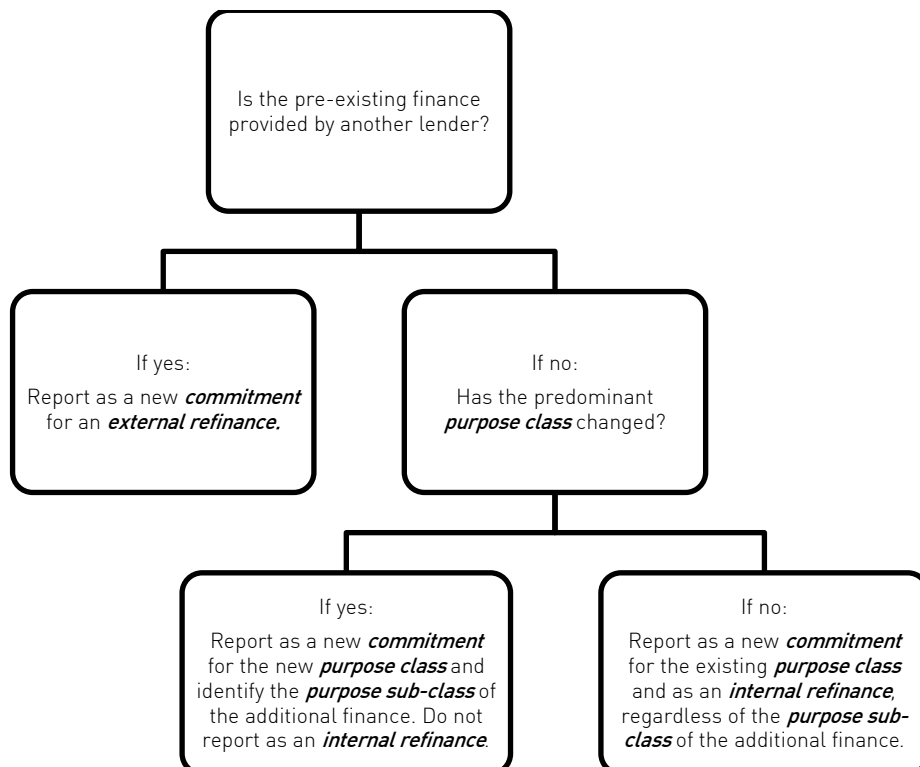 Is the pre-existing finance
provided by another lender?
If yes:
Report as a new commitment
for an external refinance.
If no:
Has the predominant
purpose class changed?
If yes:
Report as a new commitment
for the new purpose class and
identify the purpose sub-class of
the additional finance. Do not
report as an internal refinance.
If no:
Report as a new commitment
for the existing purpose class
and as an internal refinance,
regardless of the purpose sub-
class of the additional finance.